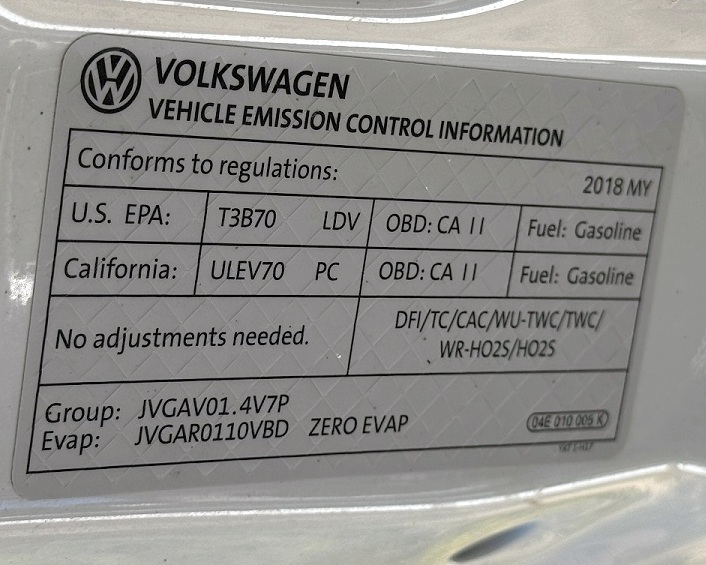 VOLKSWAGEN
VEHICLE EMISSION CONTROL INFORMATION
Conforms to regulations: 2018 MY
U.S. EPA: T3B70 LDV OBD: CA II Fuel: Gasoline
California: ULEV70 PC OBD: CA II Fuel: Gasoline
No adjustments needed.
DFI/TC/CAC/WU-TWC/TWC/
WR-HO2S/HO2S
Group: JVGAV01.4V7P
Evap: JVGAR0110VBD ZERO EVAP
04E 010 005 K